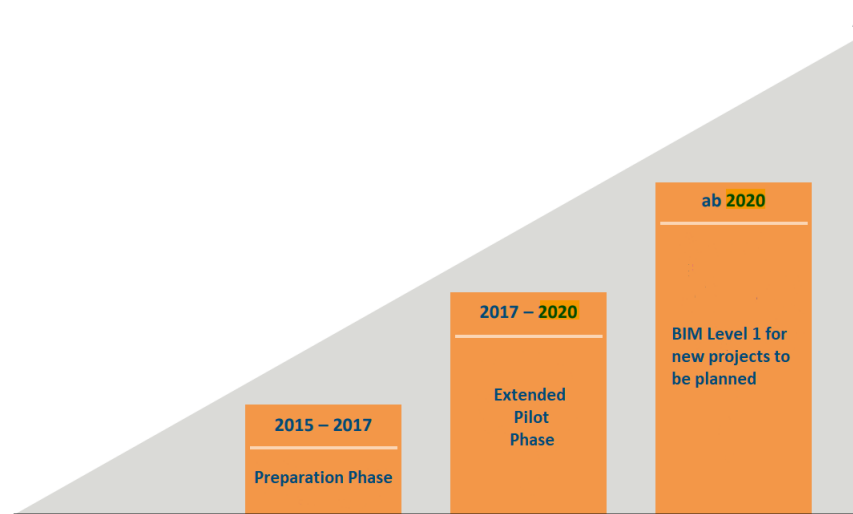 2015 – 2017
Preparation Phase
2017 – 2020
Extended
Pilot
Phase
ab 2020
BIM Level 1 for
new projects to
be planned